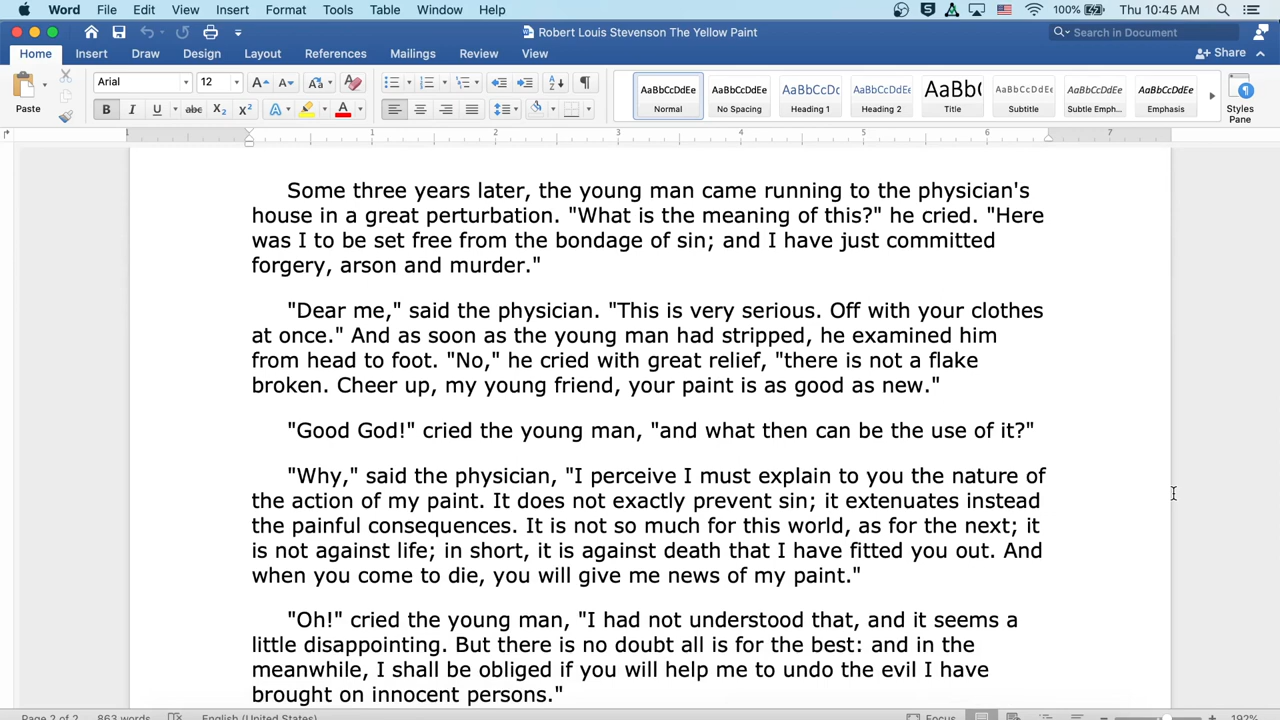 Word File Edit View Insert Format Tools Table Window Help 100% Thu 10:45 AM
Robert Louis Stevenson The Yellow Paint
Search in Document
Home Insert Draw Design Layout References Mailings Review View
Share
Paste
Arial 12
AaBbCcDdEe AaBbCcDdEe AaBbCcDc AaBbCcDdEe AaBb( AaBbCcDdEe AaBbCcDdEe AaBbCcDdEe
Normal No Spacing Heading 1 Heading 2 Title Subtitle Subtle Emph... Emphasis
Styles
Pane
1 1 2 3 4 5 6 7
Some three years later, the young man came running to the physician's
house in a great perturbation. "What is the meaning of this?" he cried. "Here
was I to be set free from the bondage of sin; and I have just committed
forgery, arson and murder."
"Dear me," said the physician. "This is very serious. Off with your clothes
at once." And as soon as the young man had stripped, he examined him
from head to foot. "No," he cried with great relief, "there is not a flake
broken. Cheer up, my young friend, your paint is as good as new."
"Good God!" cried the young man, "and what then can be the use of it?"
"Why," said the physician, "I perceive I must explain to you the nature of
the action of my paint. It does not exactly prevent sin; it extenuates instead
the painful consequences. It is not so much for this world, as for the next; it
is not against life; in short, it is against death that I have fitted you out. And
when you come to die, you will give me news of my paint."
"Oh!" cried the young man, "I had not understood that, and it seems a
little disappointing. But there is no doubt all is for the best: and in the
meanwhile, I shall be obliged if you will help me to undo the evil I have
brought on innocent persons."
Page 2 of 2 863 words English (United States) Focus 192%